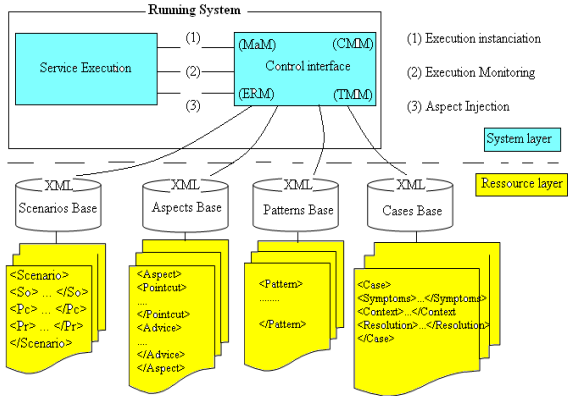 Running System
(1)
(MaM)
(CMM)
(1) Execution instanciation
Service Execution
Control interface
(2)
(2) Execution Monitoring
(ERM)
(TMM)
(3)
(3) Aspect Injection
System layer
Ressource layer
XML
Scenarios Base
XML
Aspects Base
XML
Patterns Base
XML
Cases Base
<Scenario>
<So> ... </So>
<Pc> ... </Pc>
<Pr> ... </Pr>
</Scenario>
<Aspect>
<Pointcut>
....
</Pointcut>
<Advice>
....
</Advice>
</Aspect>
<Pattern>
........
</Pattern>
<Case>
<Symptoms>...</Symptoms>
<Context>...</Context
<Resolution>...</Resolution>
</Case>